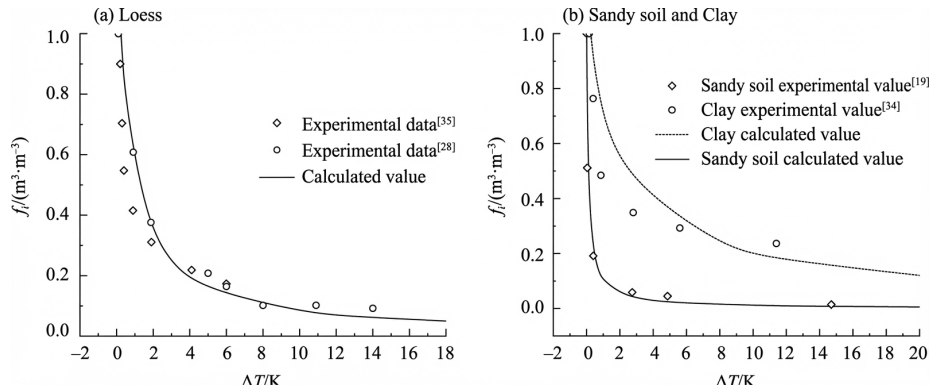 (a) Loess
1.0
0.8
0.6
0.4
0.2
0.0
f_i/(m³·m⁻³)
Experimental data[35]
Experimental data[28]
Calculated value
−2 0 2 4 6 8 10 12 14 16 18
ΔT/K
(b) Sandy soil and Clay
1.0
0.8
0.6
0.4
0.2
0.0
f_i/(m³·m⁻³)
Sandy soil experimental value[19]
Clay experimental value[34]
Clay calculated value
Sandy soil calculated value
−2 0 2 4 6 8 10 12 14 16 18 20
ΔT/K